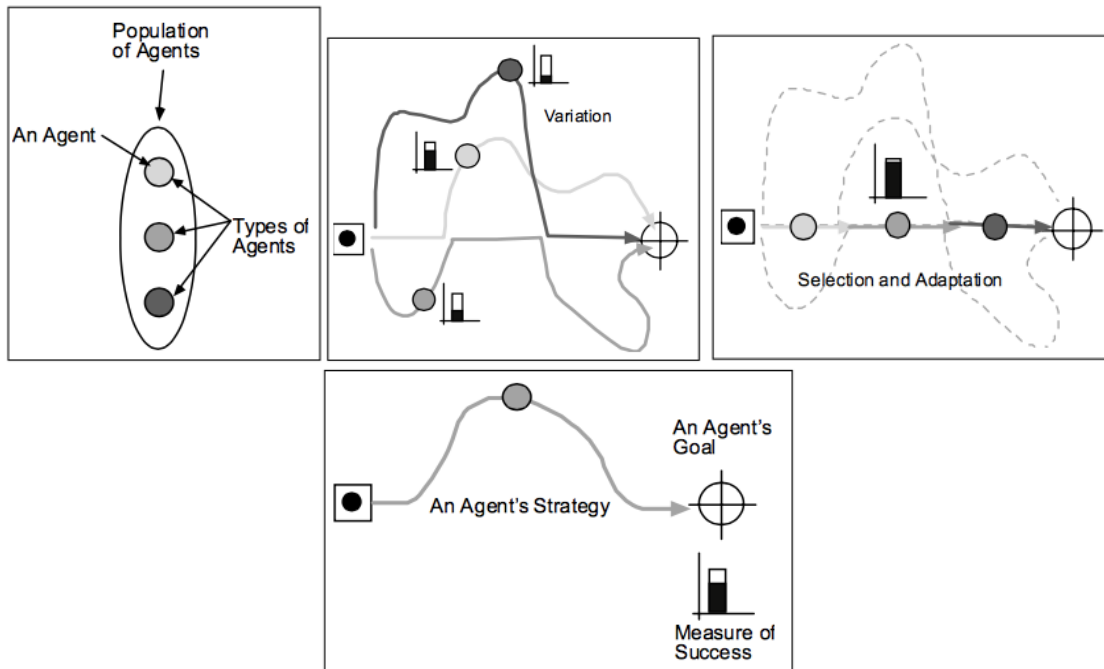 Population
of Agents
An Agent
Types of
Agents
Variation
Selection and Adaptation
An Agent's
Goal
An Agent's Strategy
Measure of
Success